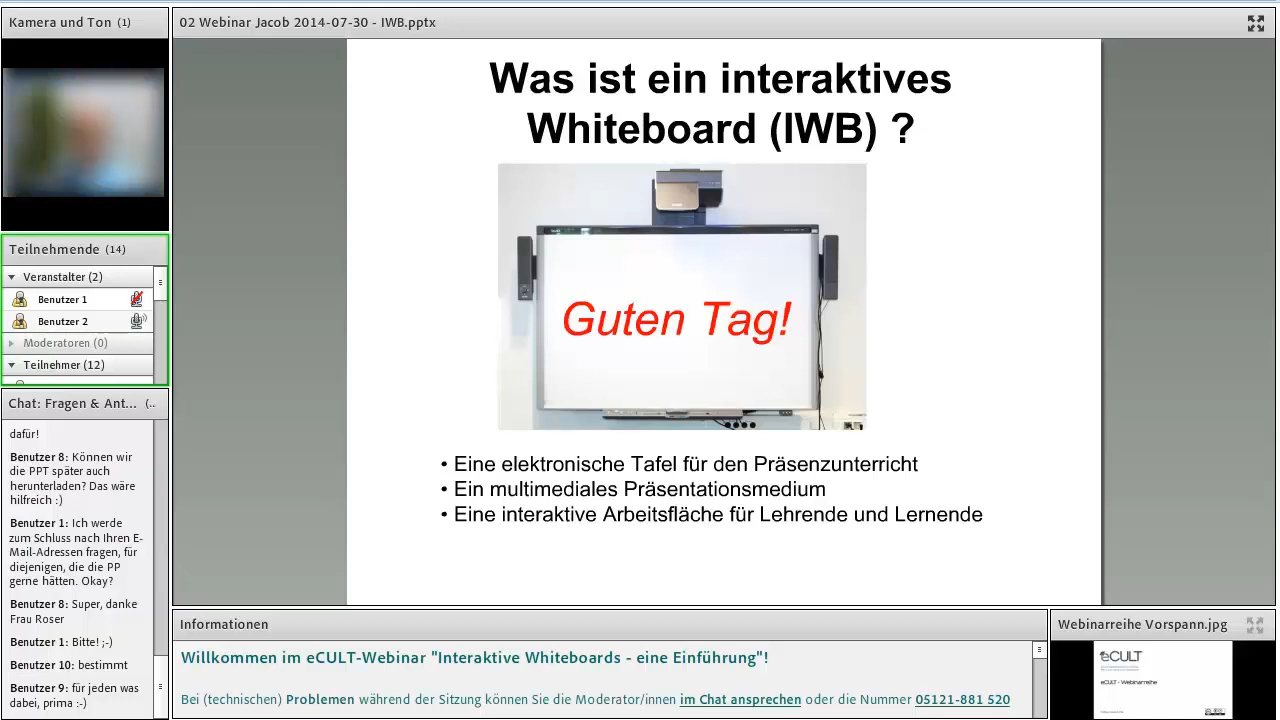 Kamera und Ton (1)
02 Webinar Jacob 2014-07-30 - IWB.pptx
Was ist ein interaktives
Whiteboard (IWB) ?
Guten Tag!
• Eine elektronische Tafel für den Präsenzunterricht
• Ein multimediales Präsentationsmedium
• Eine interaktive Arbeitsfläche für Lehrende und Lernende
Teilnehmende (14)
Veranstalter (2)
Benutzer 1
Benutzer 2
Moderatoren (0)
Teilnehmer (12)
Chat: Fragen & Ant... (..
dafür!
Benutzer 8: Können wir
die PPT später auch
herunterladen? Das wäre
hilfreich :)
Benutzer 1: Ich werde
zum Schluss nach Ihren E-
Mail-Adressen fragen, für
diejenigen, die die PP
gerne hätten. Okay?
Benutzer 8: Super, danke
Frau Roser
Benutzer 1: Bitte! ;-)
Benutzer 10: bestimmt
Benutzer 9: für jeden was
dabei, prima :-)
Informationen
Willkommen im eCULT-Webinar "Interaktive Whiteboards - eine Einführung"!
Bei (technischen) Problemen während der Sitzung können Sie die Moderator/innen im Chat ansprechen oder die Nummer 05121-881 520
Webinarreihe Vorspann.jpg
eCULT
eCULT - Webinarreihe